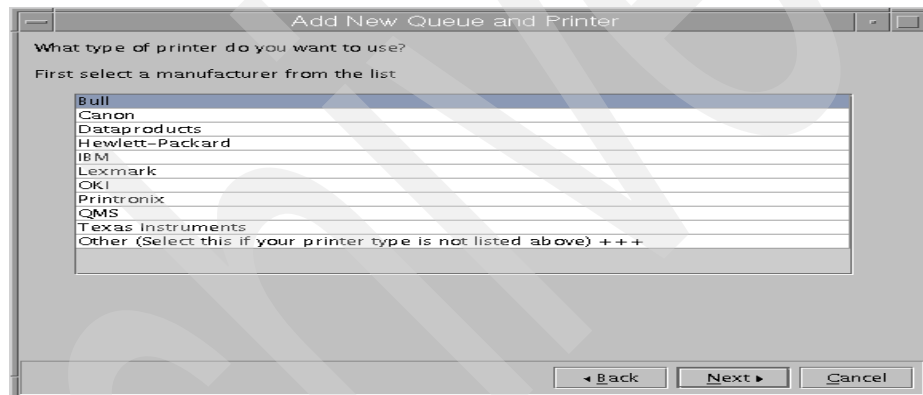 Add New Queue and Printer
What type of printer do you want to use?
First select a manufacturer from the list
Bull
Canon
Dataproducts
Hewlett-Packard
IBM
Lexmark
OKI
Printronix
QMS
Texas Instruments
Other (Select this if your printer type is not listed above) +++
Back
Next
Cancel